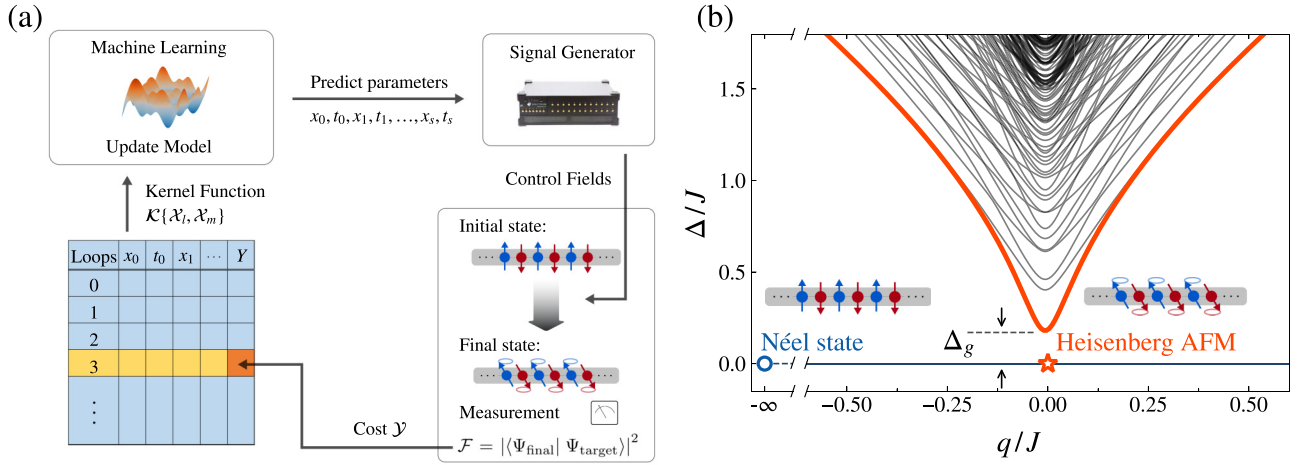 (a)
Machine Learning
Update Model
Predict parameters
x₀, t₀, x₁, t₁, …, xₛ, tₛ
Signal Generator
Control Fields
Kernel Function
𝒦{𝒳ₗ, 𝒳ₘ}
Loops x₀ t₀ x₁ ⋯ Y
0
1
2
3
⋮
Initial state:
Final state:
Measurement
ℱ = |⟨Ψ_final| Ψ_target⟩|²
Cost 𝒴
(b)
Δ/J
1.5
1.0
0.5
0.0
Δ_g
Néel state
Heisenberg AFM
-∞ -0.50 -0.25 0.00 0.25 0.50
q/J